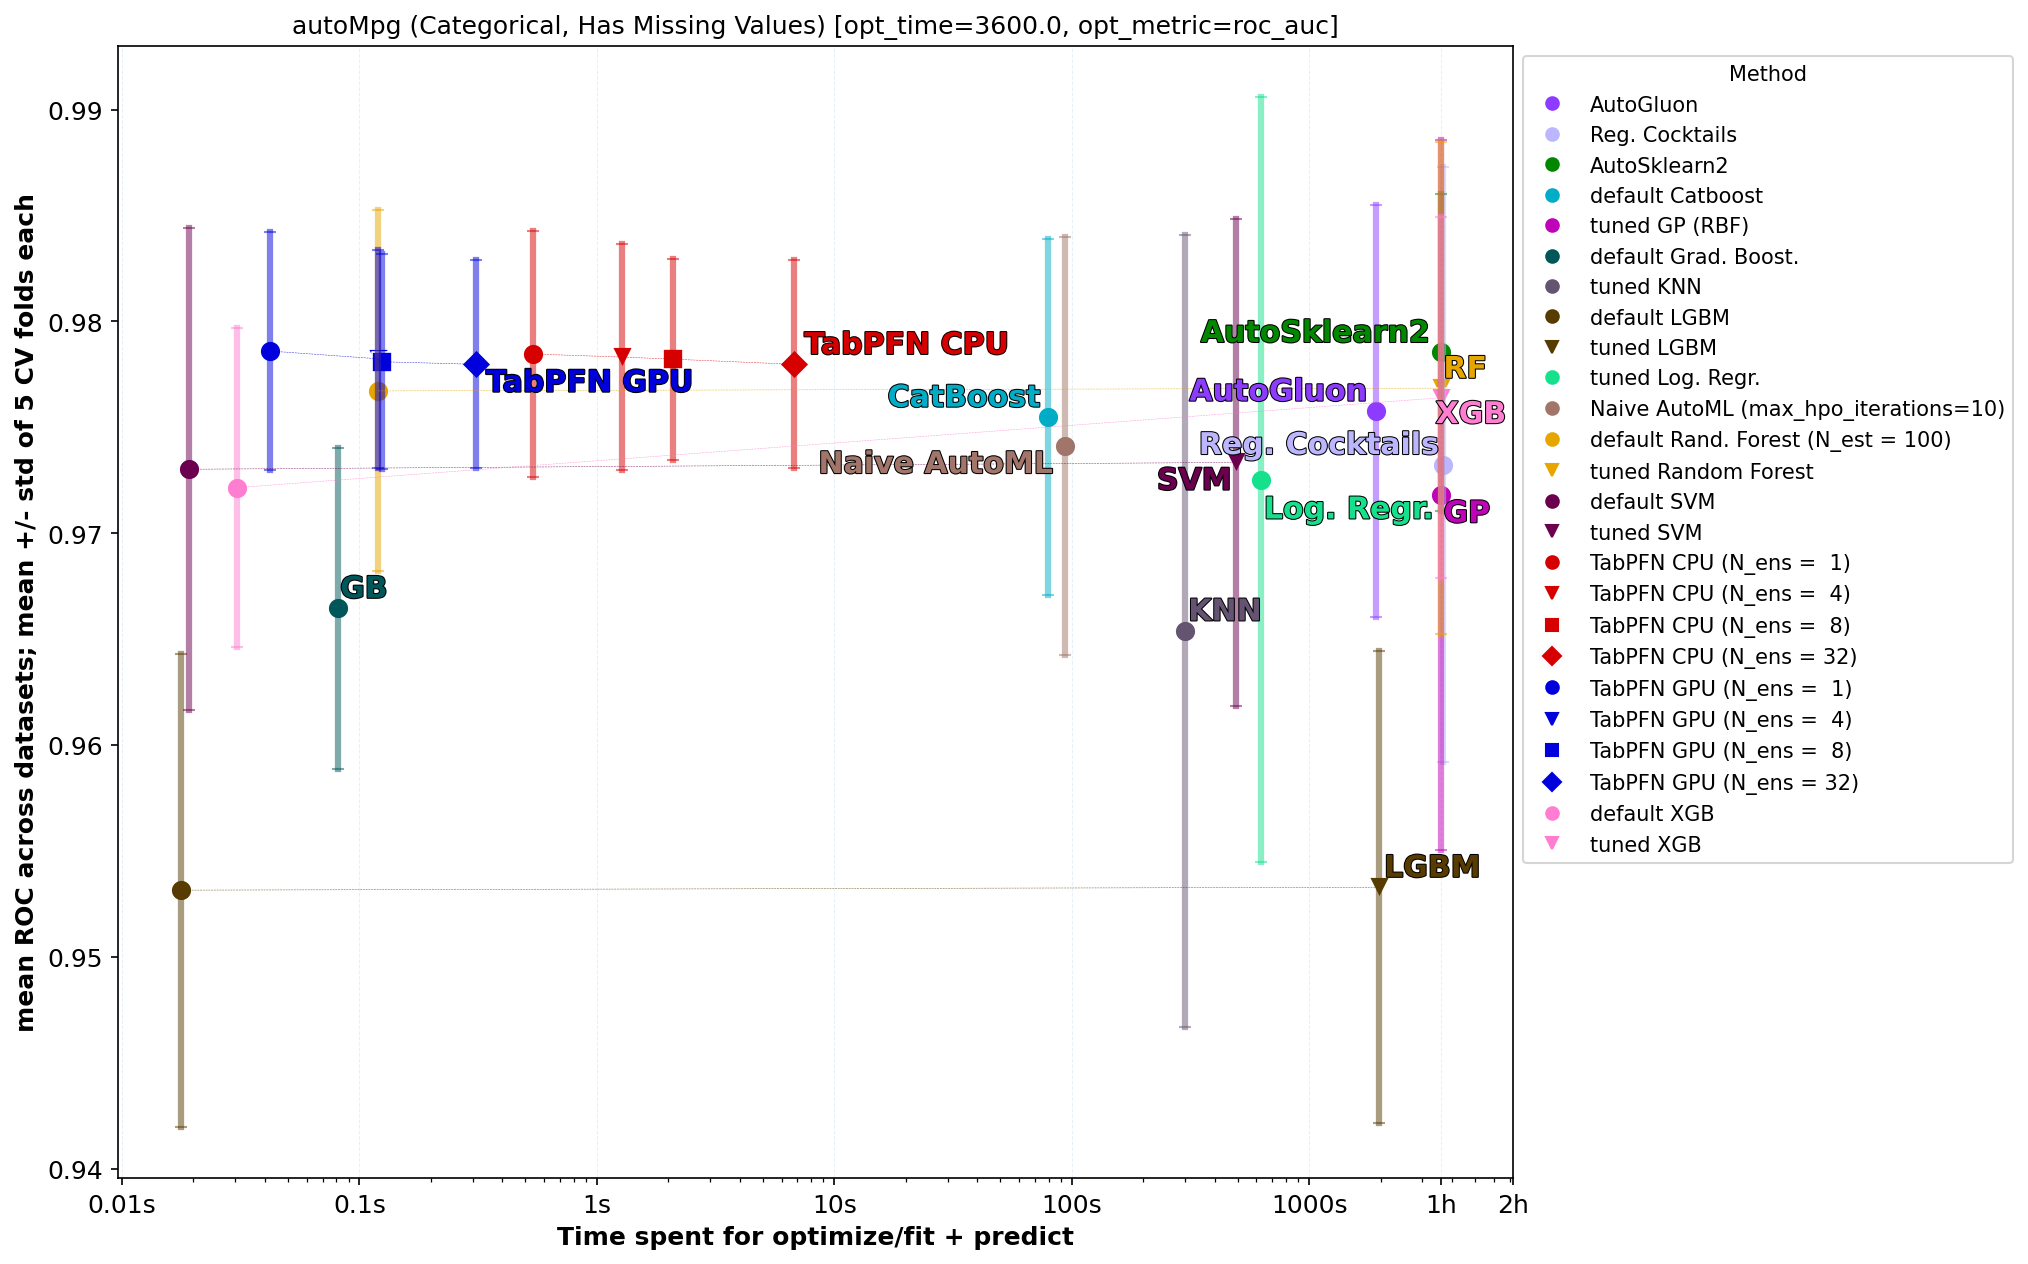 autoMpg (Categorical, Has Missing Values) [opt_time=3600.0, opt_metric=roc_auc]
mean ROC across datasets; mean +/- std of 5 CV folds each
0.99
0.98
0.97
0.96
0.95
0.94
AutoSklearn2
TabPFN CPU
RF
TabPFN GPU
AutoGluon
CatBoost
XGB
Reg. Cocktails
Naive AutoML
SVM
Log. Regr.
GP
GB
KNN
LGBM
0.01s 0.1s 1s 10s 100s 1000s 1h 2h
Time spent for optimize/fit + predict
Method
AutoGluon
Reg. Cocktails
AutoSklearn2
default Catboost
tuned GP (RBF)
default Grad. Boost.
tuned KNN
default LGBM
tuned LGBM
tuned Log. Regr.
Naive AutoML (max_hpo_iterations=10)
default Rand. Forest (N_est = 100)
tuned Random Forest
default SVM
tuned SVM
TabPFN CPU (N_ens =  1)
TabPFN CPU (N_ens =  4)
TabPFN CPU (N_ens =  8)
TabPFN CPU (N_ens = 32)
TabPFN GPU (N_ens =  1)
TabPFN GPU (N_ens =  4)
TabPFN GPU (N_ens =  8)
TabPFN GPU (N_ens = 32)
default XGB
tuned XGB